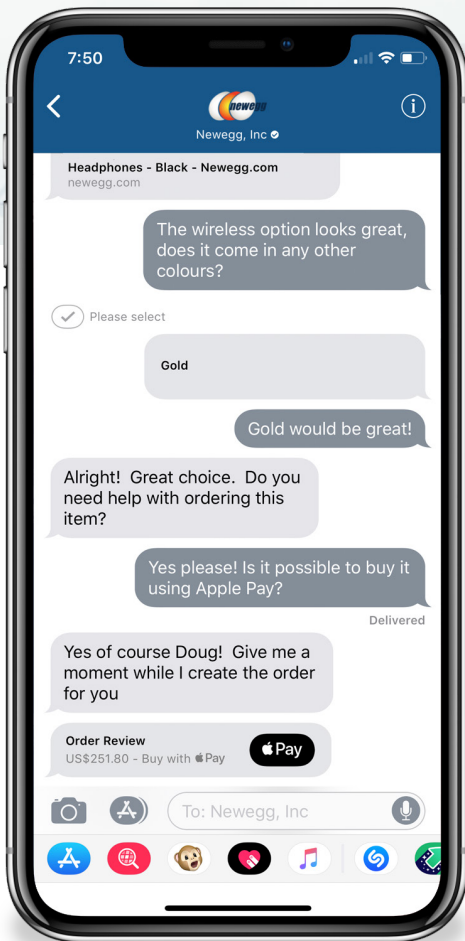 7:50
newegg
Newegg, Inc
Headphones - Black - Newegg.com
newegg.com
The wireless option looks great,
does it come in any other
colours?
Please select
Gold
Gold would be great!
Alright!  Great choice.  Do you
need help with ordering this
item?
Yes please! Is it possible to buy it
using Apple Pay?
Delivered
Yes of course Doug!  Give me a
moment while I create the order
for you
Order Review
US$251.80 - Buy with Pay
Pay
To: Newegg, Inc